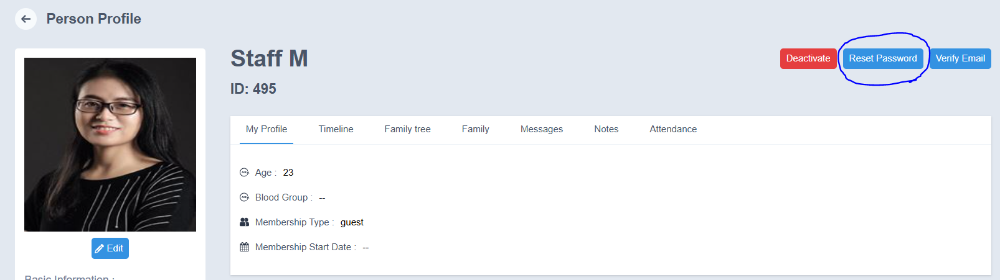 Person Profile
Staff M
ID: 495
Deactivate
Reset Password
Verify Email
My Profile
Timeline
Family tree
Family
Messages
Notes
Attendance
Age : 23
Blood Group : --
Membership Type : guest
Membership Start Date : --
Edit
Basic Information :